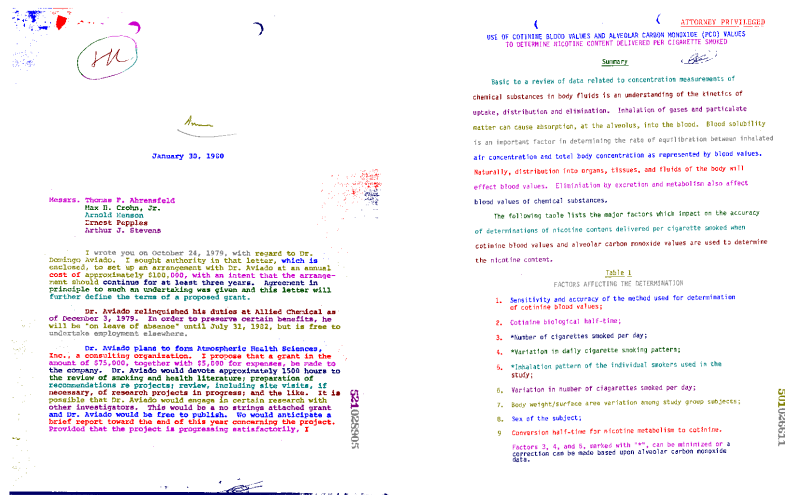 January 30, 1980
Messrs. Thomas F. Ahrensfeld
Max H. Crohn, Jr.
Arnold Henson
Ernest Pepples
Arthur J. Stevens
I wrote you on October 24, 1979, with regard to Dr.
Domingo Aviado. I sought authority in that letter, which is
enclosed, to set up an arrangement with Dr. Aviado at an annual
cost of approximately $100,000, with an intent that the arrange-
ment should continue for at least three years. Agreement in
principle to such an undertaking was given and this letter will
further define the terms of a proposed grant.
Dr. Aviado relinquished his duties at Allied Chemical as
of December 3, 1979. In order to preserve certain benefits, he
will be "on leave of absence" until July 31, 1982, but is free to
undertake employment elsewhere.
Dr. Aviado plans to form Atmospheric Health Sciences,
Inc., a consulting organization. I propose that a grant in the
amount of $75,000, together with $5,000 for expenses, be made to
the company. Dr. Aviado would devote approximately 1500 hours to
the review of smoking and health literature; preparation of
recommendations re projects; review, including site visits, if
necessary, of research projects in progress; and the like. It is
possible that Dr. Aviado would engage in certain research with
other investigators. This would be a no strings attached grant
and Dr. Aviado would be free to publish. We would anticipate a
brief report toward the end of this year concerning the project.
Provided that the project is progressing satisfactorily, I
ATTORNEY PRIVILEGED
USE OF COTININE BLOOD VALUES AND ALVEOLAR CARBON MONOXIDE (PCO) VALUES
TO DETERMINE NICOTINE CONTENT DELIVERED PER CIGARETTE SMOKED
Summary
Basic to a review of data related to concentration measurements of
chemical substances in body fluids is an understanding of the kinetics of
uptake, distribution and elimination. Inhalation of gases and particulate
matter can cause absorption, at the alveolus, into the blood. Blood solubility
is an important factor in determining the rate of equilibration between inhaled
air concentration and total body concentration as represented by blood values.
Naturally, distribution into organs, tissues, and fluids of the body will
effect blood values. Elimination by excretion and metabolism also affect
blood values of chemical substances.
The following table lists the major factors which impact on the accuracy
of determinations of nicotine content delivered per cigarette smoked when
cotinine blood values and alveolar carbon monoxide values are used to determine
the nicotine content.
Table 1
FACTORS AFFECTING THE DETERMINATION
1. Sensitivity and accuracy of the method used for determination
of cotinine blood values;
2. Cotinine biological half-time;
3. *Number of cigarettes smoked per day;
4. *Variation in daily cigarette smoking pattern;
5. *Inhalation pattern of the individual smokers used in the
study;
6. Variation in number of ciagarettes smoked per day;
7. Body weight/surface area variation among study group subjects;
8. Sex of the subject;
9 Conversion half-time for nicotine metabolism to cotinine.
Factors 3, 4, and 5, marked with "*", can be minimized or a
correction can be made based upon alveolar carbon monoxide
data.